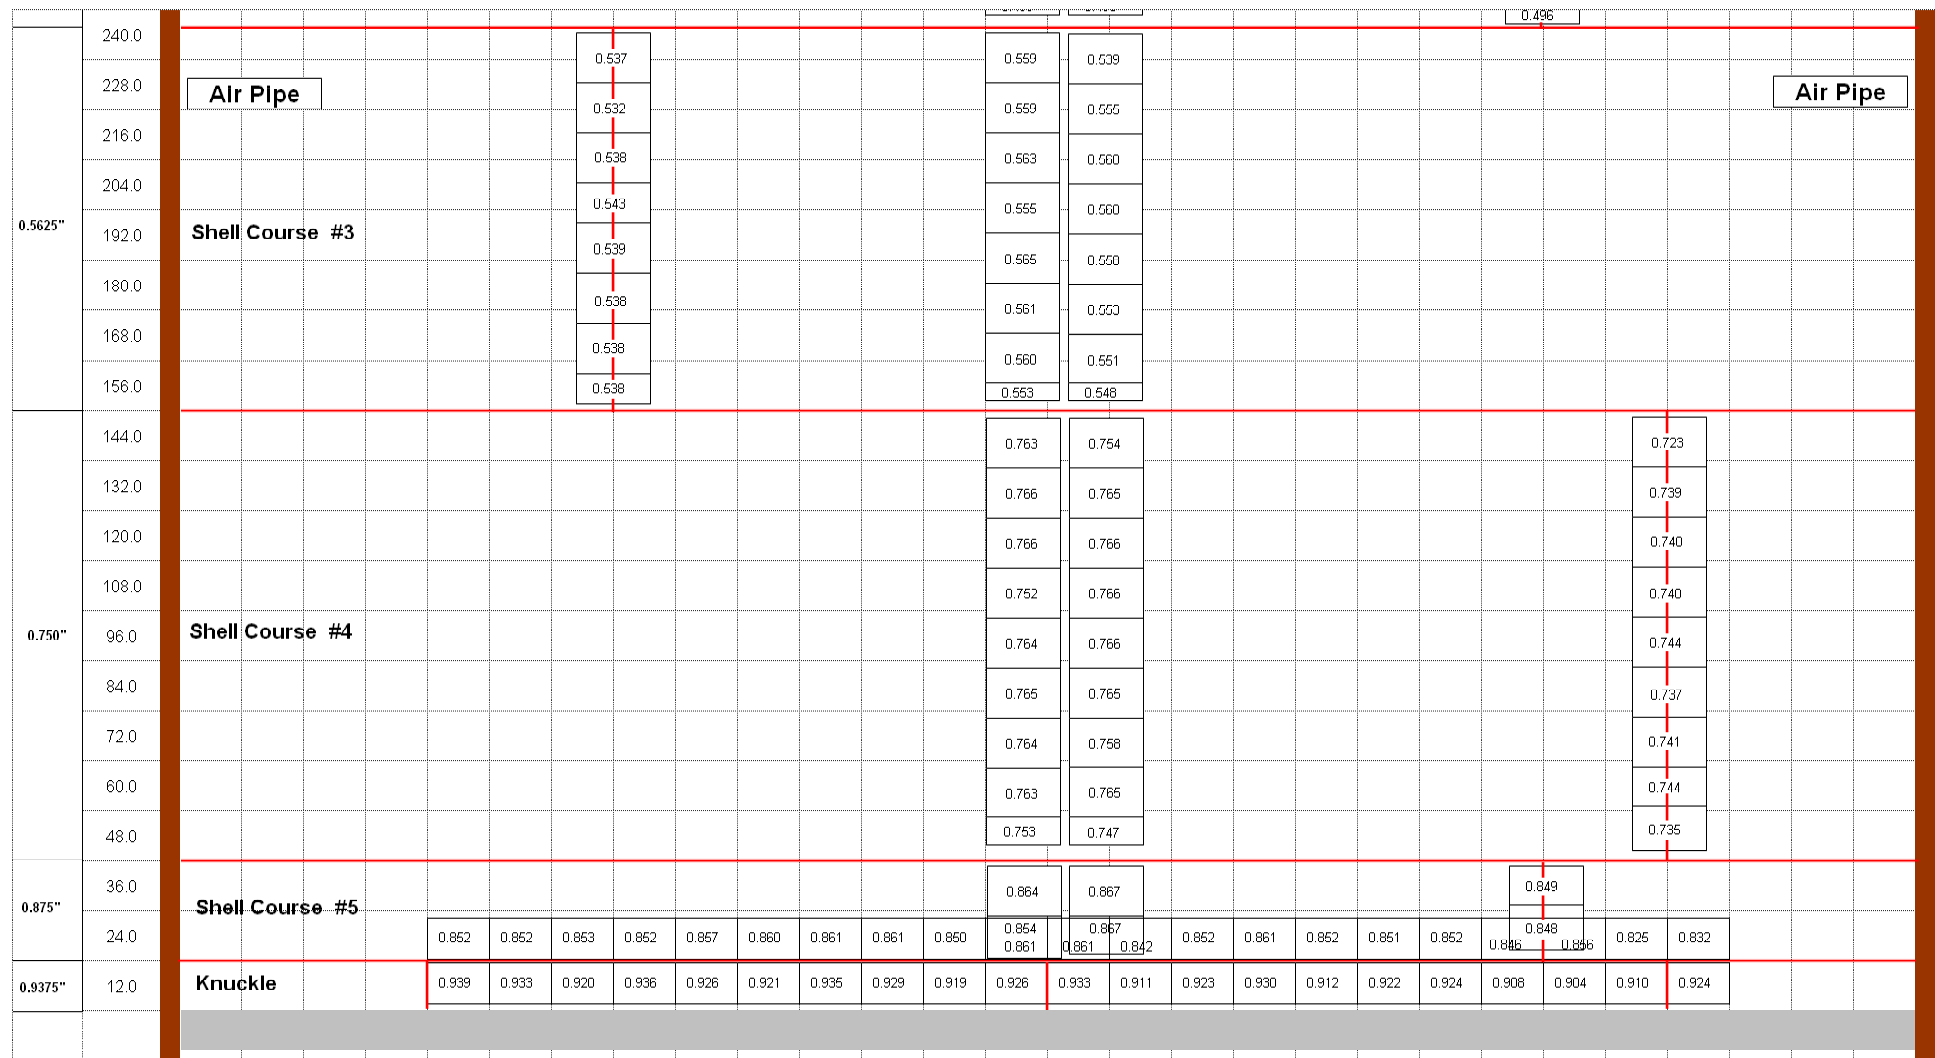 0.496
240.0 0.537 0.559 0.539
228.0 Air Pipe 0.532 0.559 0.555 Air Pipe
216.0 0.538 0.563 0.560
204.0 0.543 0.555 0.560
0.5625" 192.0 Shell Course #3 0.539 0.565 0.550
180.0 0.538 0.561 0.553
168.0 0.538 0.560 0.551
156.0 0.538 0.553 0.548
144.0 0.763 0.754 0.723
132.0 0.766 0.765 0.739
120.0 0.766 0.766 0.740
108.0 0.752 0.766 0.740
0.750" 96.0 Shell Course #4 0.764 0.766 0.744
84.0 0.765 0.765 0.737
72.0 0.764 0.758 0.741
60.0 0.763 0.765 0.744
48.0 0.753 0.747 0.735
36.0 0.864 0.867 0.849
0.875" Shell Course #5
0.854 0.867 0.848
24.0 0.852 0.852 0.853 0.852 0.857 0.860 0.861 0.861 0.850 0.861 0.861 0.842 0.852 0.861 0.852 0.851 0.852 0.846 0.856 0.825 0.832
0.9375" 12.0 Knuckle 0.939 0.933 0.920 0.936 0.926 0.921 0.935 0.929 0.919 0.926 0.933 0.911 0.923 0.930 0.912 0.922 0.924 0.908 0.904 0.910 0.924